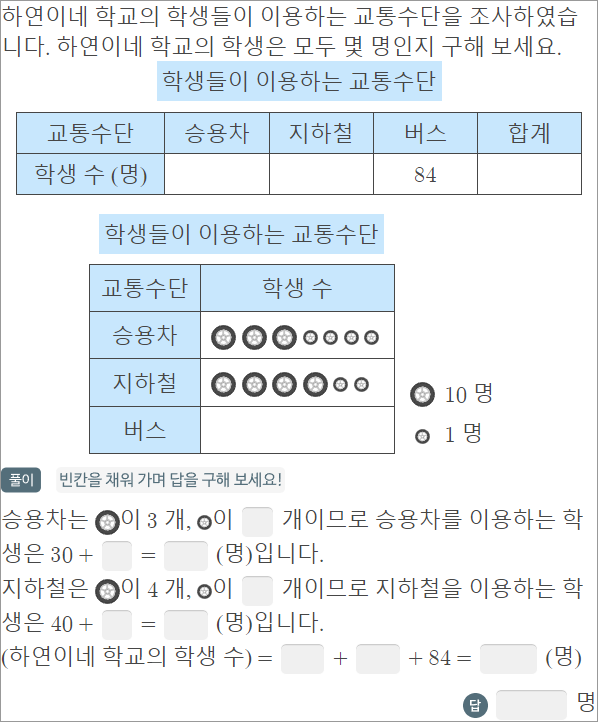 하연이네 학교의 학생들이 이용하는 교통수단을 조사하였습
니다. 하연이네 학교의 학생은 모두 몇 명인지 구해 보세요.
학생들이 이용하는 교통수단
교통수단 승용차 지하철 버스 합계
학생 수 (명) 84
학생들이 이용하는 교통수단
교통수단 학생 수
승용차
지하철
버스
10 명
1 명
풀이 빈칸을 채워 가며 답을 구해 보세요!
승용차는 이 3 개, 이 개이므로 승용차를 이용하는 학
생은 30 + = (명)입니다.
지하철은 이 4 개, 이 개이므로 지하철을 이용하는 학
생은 40 + = (명)입니다.
(하연이네 학교의 학생 수) = + + 84 = (명)
답 명